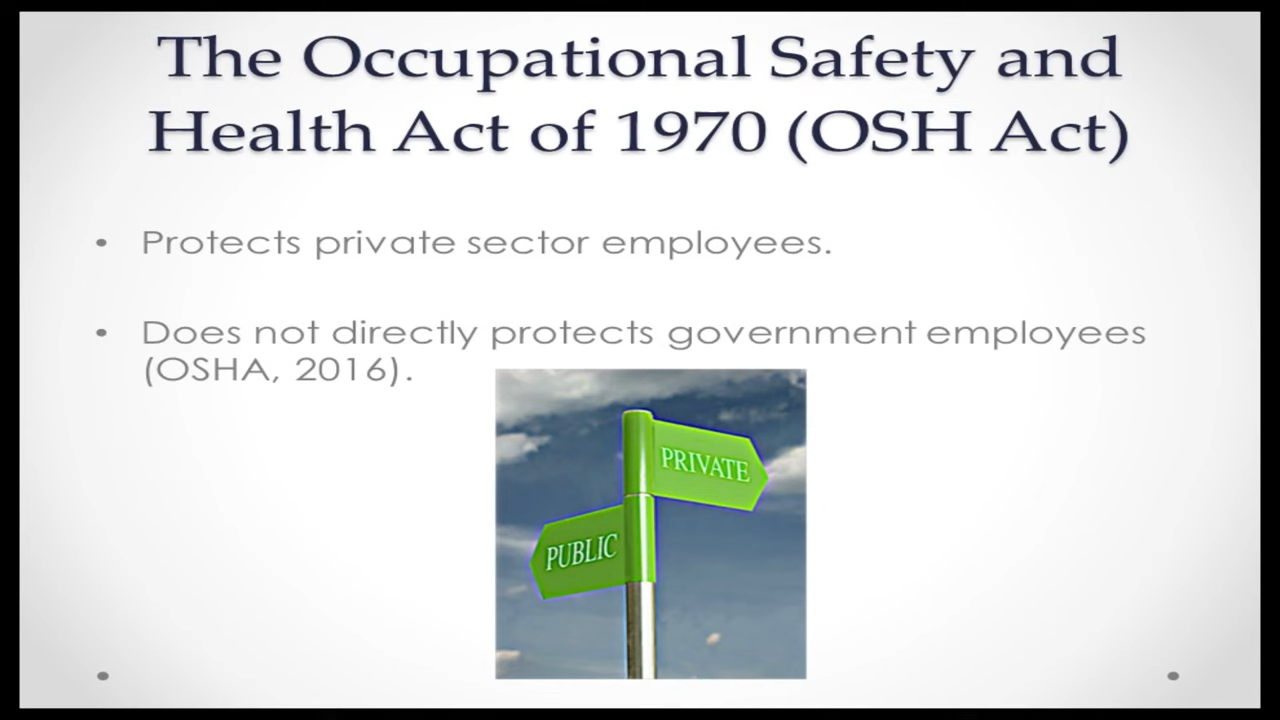 The Occupational Safety and
Health Act of 1970 (OSH Act)
• Protects private sector employees.
• Does not directly protects government employees
(OSHA, 2016).
PRIVATE
PUBLIC